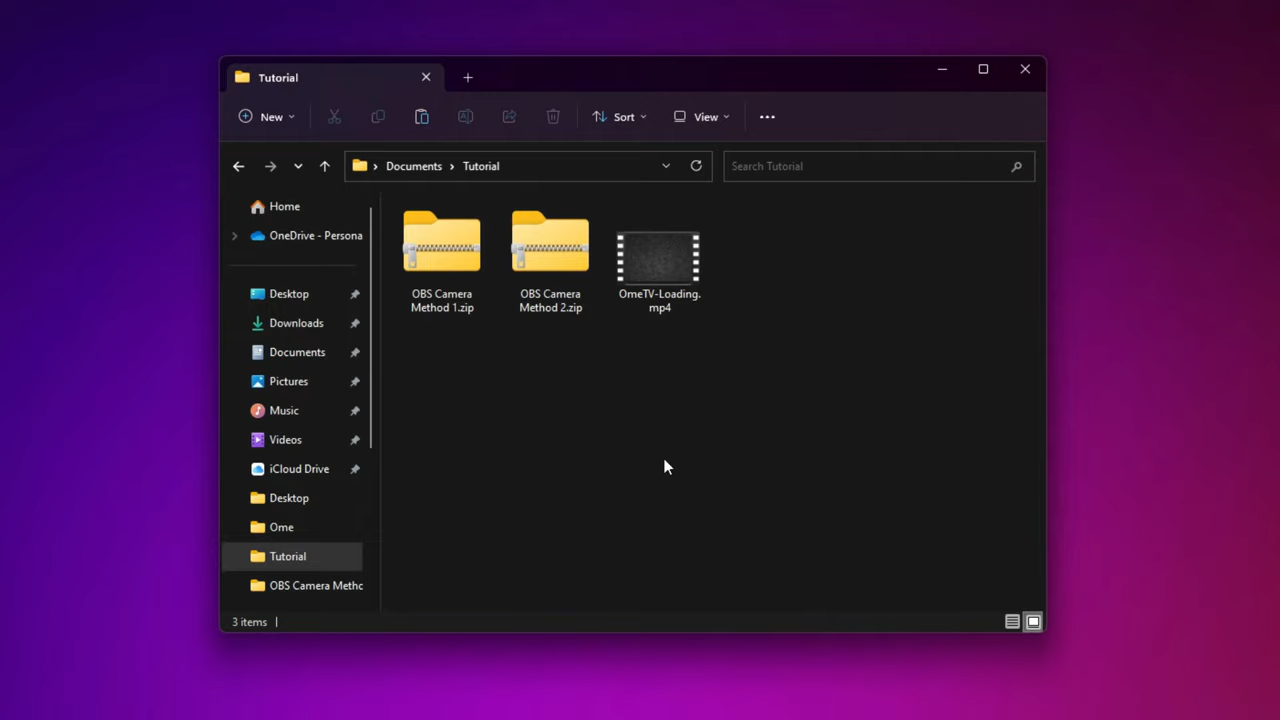 Tutorial
New
Sort
View
Documents
Tutorial
Search Tutorial
Home
OneDrive - Persona
Desktop
Downloads
Documents
Pictures
Music
Videos
iCloud Drive
Desktop
Ome
Tutorial
OBS Camera Methc
OBS Camera
Method 1.zip
OBS Camera
Method 2.zip
OmeTV-Loading.
mp4
3 items